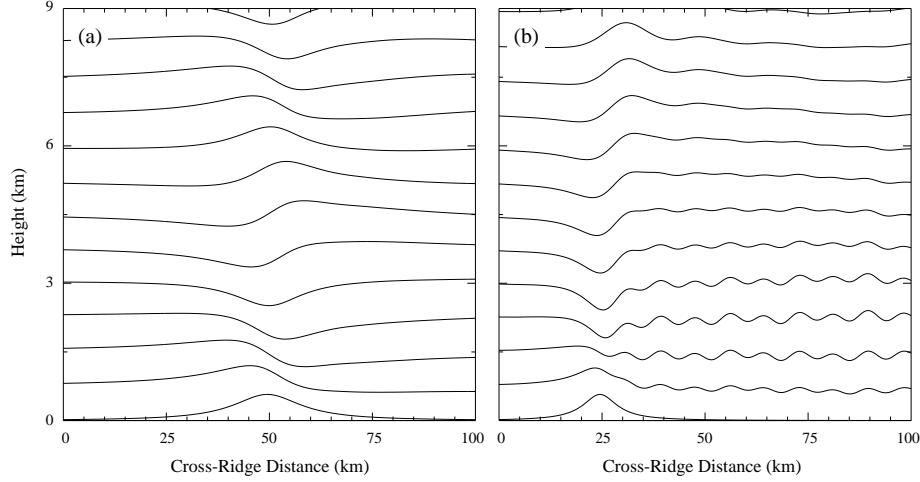 (a)
(b)
Height (km)
9
6
3
0
0 25 50 75 100
0 25 50 75 100
Cross-Ridge Distance (km)
Cross-Ridge Distance (km)